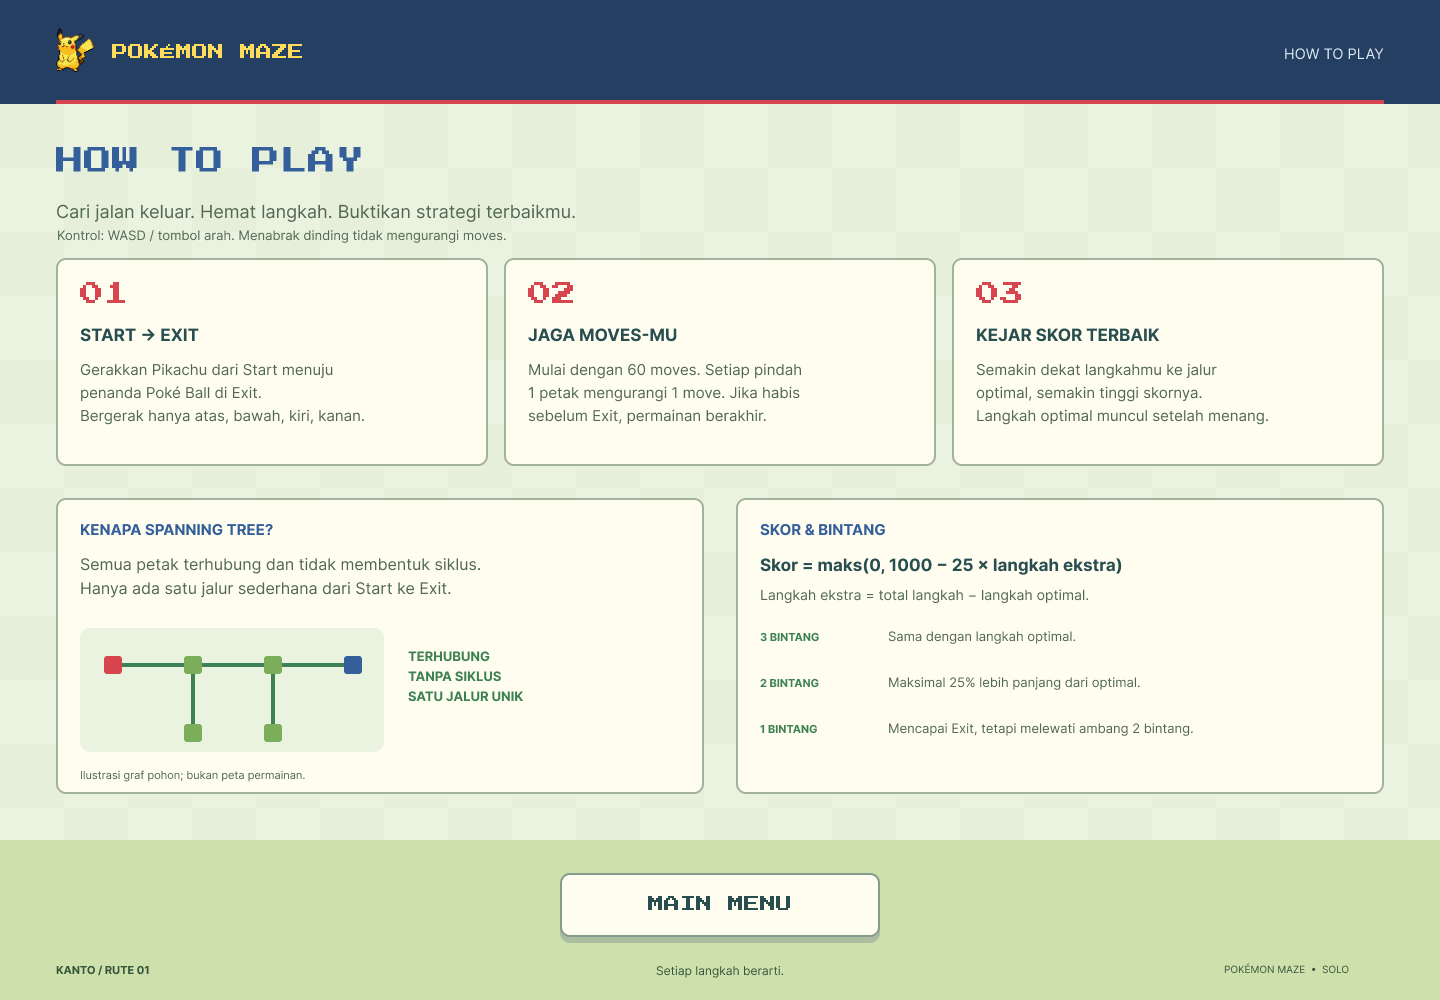 POKéMON MAZE
HOW TO PLAY
HOW TO PLAY
Cari jalan keluar. Hemat langkah. Buktikan strategi terbaikmu.
Kontrol: WASD / tombol arah. Menabrak dinding tidak mengurangi moves.
01
START → EXIT
Gerakkan Pikachu dari Start menuju
penanda Poké Ball di Exit.
Bergerak hanya atas, bawah, kiri, kanan.
02
JAGA MOVES-MU
Mulai dengan 60 moves. Setiap pindah
1 petak mengurangi 1 move. Jika habis
sebelum Exit, permainan berakhir.
03
KEJAR SKOR TERBAIK
Semakin dekat langkahmu ke jalur
optimal, semakin tinggi skornya.
Langkah optimal muncul setelah menang.
KENAPA SPANNING TREE?
Semua petak terhubung dan tidak membentuk siklus.
Hanya ada satu jalur sederhana dari Start ke Exit.
TERHUBUNG
TANPA SIKLUS
SATU JALUR UNIK
Ilustrasi graf pohon; bukan peta permainan.
SKOR & BINTANG
Skor = maks(0, 1000 − 25 × langkah ekstra)
Langkah ekstra = total langkah − langkah optimal.
3 BINTANG Sama dengan langkah optimal.
2 BINTANG Maksimal 25% lebih panjang dari optimal.
1 BINTANG Mencapai Exit, tetapi melewati ambang 2 bintang.
MAIN MENU
KANTO / RUTE 01
Setiap langkah berarti.
POKÉMON MAZE • SOLO